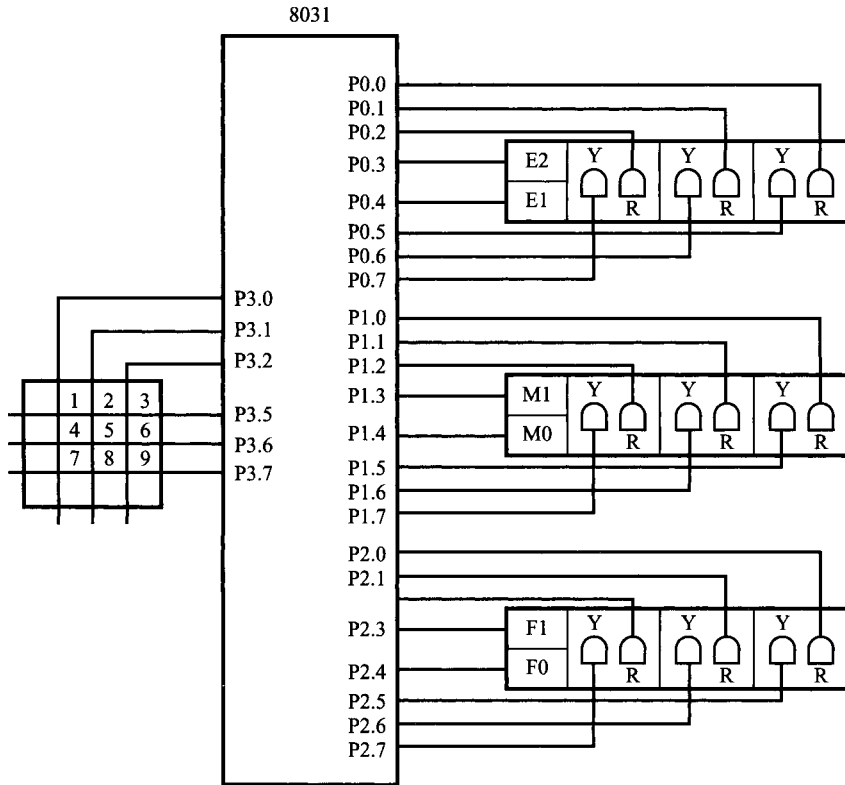 8031
P0.0
P0.1
P0.2
P0.3
P0.4
P0.5
P0.6
P0.7
E2 Y Y Y
E1 R R R
P3.0
P3.1
P3.2
P3.5
P3.6
P3.7
1 2 3
4 5 6
7 8 9
P1.0
P1.1
P1.2
P1.3
P1.4
P1.5
P1.6
P1.7
M1 Y Y Y
M0 R R R
P2.0
P2.1
P2.3
P2.4
P2.5
P2.6
P2.7
F1 Y Y Y
F0 R R R